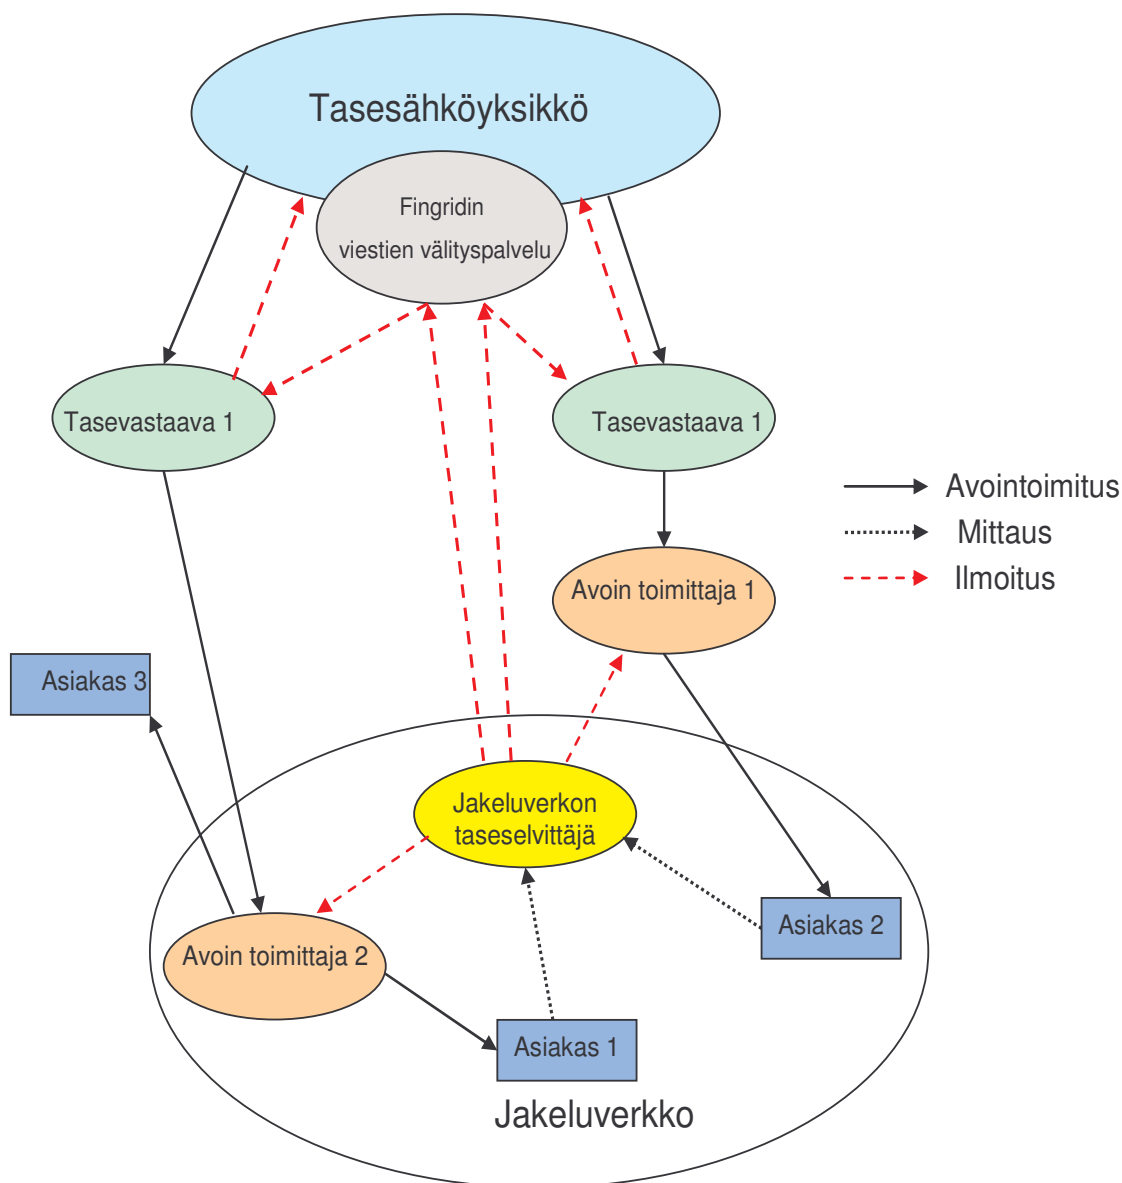 Tasesähköyksikkö
Fingridin
viestien välityspalvelu
Tasevastaava 1
Tasevastaava 1
Avointoimitus
Mittaus
Ilmoitus
Avoin toimittaja 1
Asiakas 3
Jakeluverkon
taseselvittäjä
Asiakas 2
Avoin toimittaja 2
Asiakas 1
Jakeluverkko